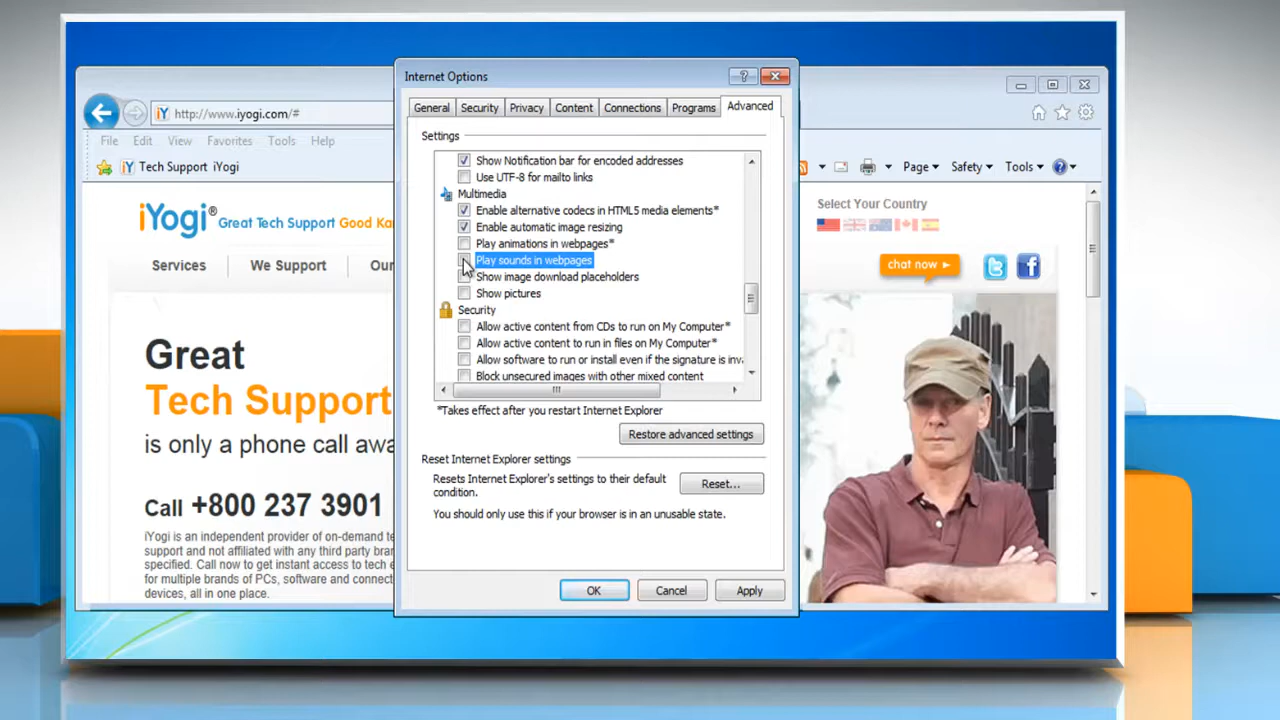 Internet Options
?
General Security Privacy Content Connections Programs Advanced
http://www.iyogi.com/#
File Edit View Favorites Tools Help
Tech Support iYogi
Page Safety Tools
Settings
Show Notification bar for encoded addresses
Use UTF-8 for mailto links
Multimedia
Enable alternative codecs in HTML5 media elements*
Enable automatic image resizing
Play animations in webpages*
Play sounds in webpages
Show image download placeholders
Show pictures
Security
Allow active content from CDs to run on My Computer*
Allow active content to run in files on My Computer*
Allow software to run or install even if the signature is inva
Block unsecured images with other mixed content
*Takes effect after you restart Internet Explorer
Restore advanced settings
Reset Internet Explorer settings
Resets Internet Explorer's settings to their default
condition.
Reset...
You should only use this if your browser is in an unusable state.
OK Cancel Apply
iYogi® Great Tech Support Good Ka
Services We Support Our
Great
Tech Support
is only a phone call awa
Call +800 237 3901
iYogi is an independent provider of on-demand te
support and not affiliated with any third party bran
specified. Call now to get instant access to tech e
for multiple brands of PCs, software and connect
devices, all in one place.
Select Your Country
chat now